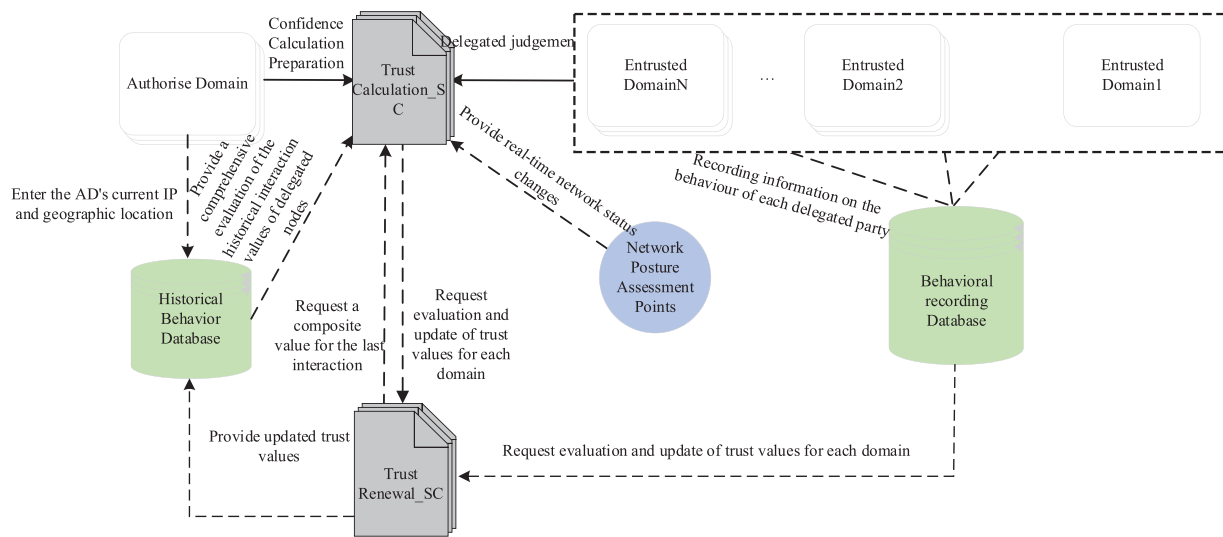 Confidence
Calculation
Preparation
Authorise Domain
Trust
Calculation_S
C
Delegated judgemen
Entrusted
DomainN
...
Entrusted
Domain2
Entrusted
Domain1
Enter the AD's current IP
and geographic location
Provide a
comprehensive
evaluation of the
historical interaction
values of delegated
nodes
Provide real-time network status
changes
Recording information on the
behaviour of each delegated party
Historical
Behavior
Database
Network
Posture
Assessment
Points
Behavioral
recording
Database
Request a
composite
value for the last
interaction
Request
evaluation and
update of trust
values for each
domain
Provide updated trust
values
Trust
Renewal_SC
Request evaluation and update of trust values for each domain